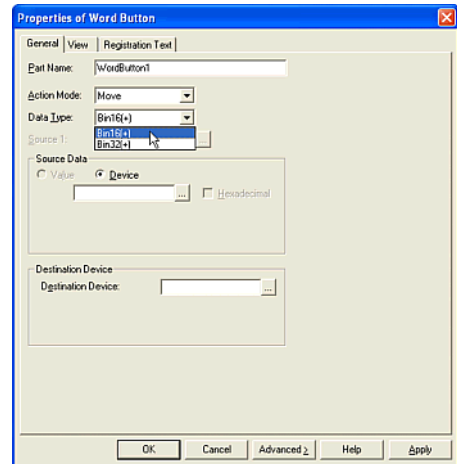 Properties of Word Button
General View Registration Text
Part Name: WordButton1
Action Mode: Move
Data Type: Bin16(+)
Bin16(+)
Bin32(+)
Source 1: ...
Source Data
Value Device
... Hexadecimal
Destination Device
Destination Device: ...
OK Cancel Advanced > Help Apply